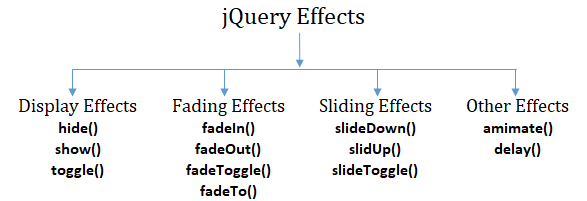 jQuery Effects
Display Effects
hide()
show()
toggle()
Fading Effects
fadeIn()
fadeOut()
fadeToggle()
fadeTo()
Sliding Effects
slideDown()
slidUp()
slideToggle()
Other Effects
amimate()
delay()